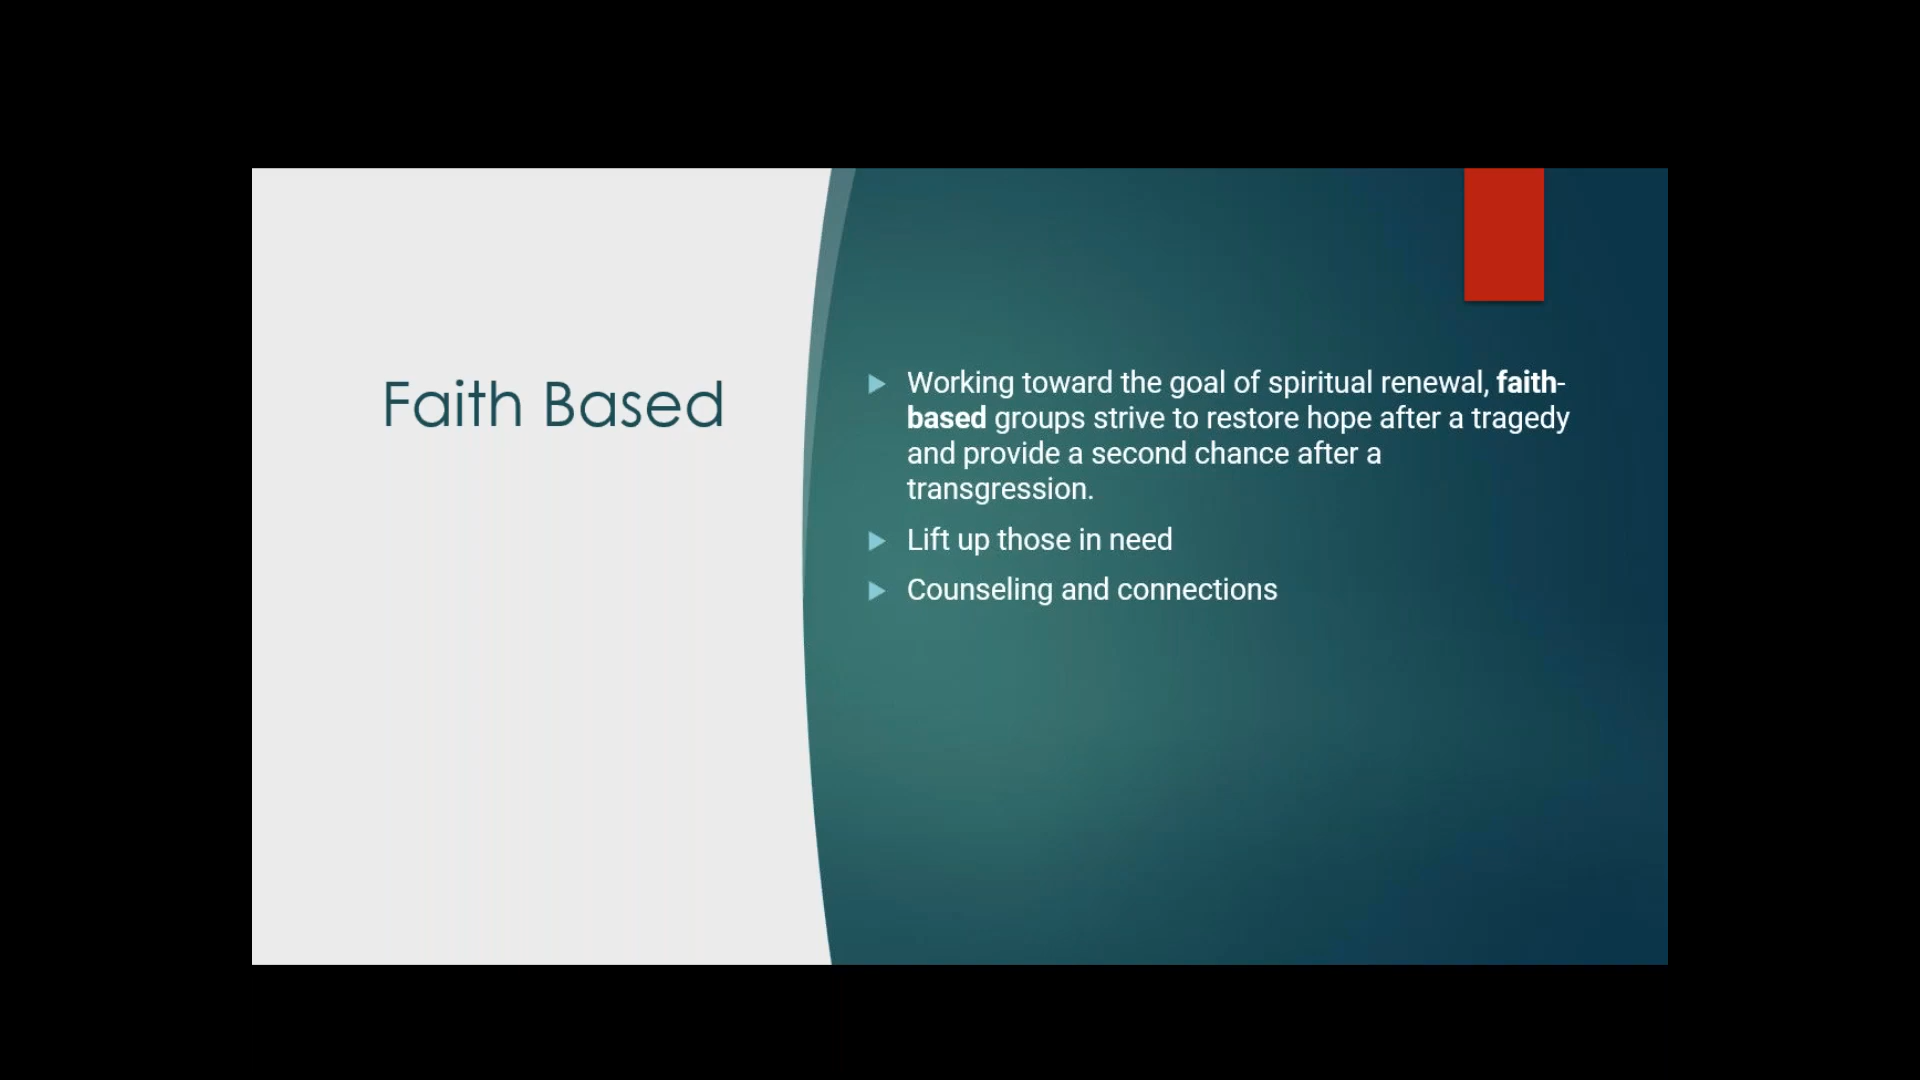 Faith Based
Working toward the goal of spiritual renewal, faith-
based groups strive to restore hope after a tragedy
and provide a second chance after a
transgression.
Lift up those in need
Counseling and connections